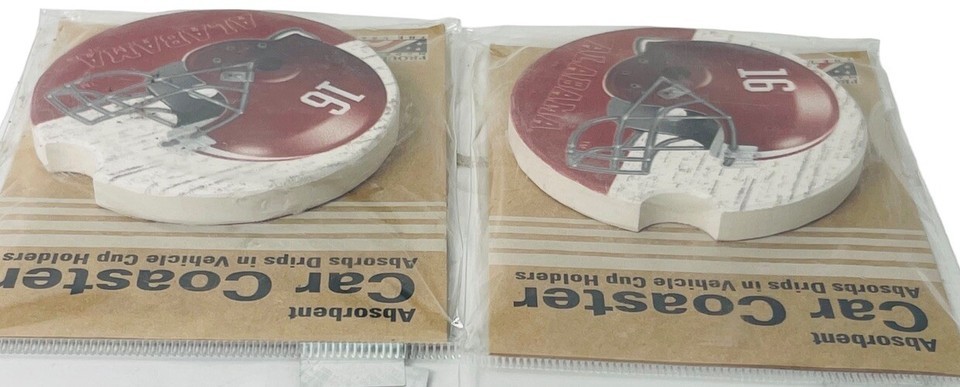 Absorbent
Car Coaster
Absorbs Drips in Vehicle Cup Holders
ALABAMA
16
Absorbent
Car Coaster
Absorbs Drips in Vehicle Cup Holders
ALABAMA
16